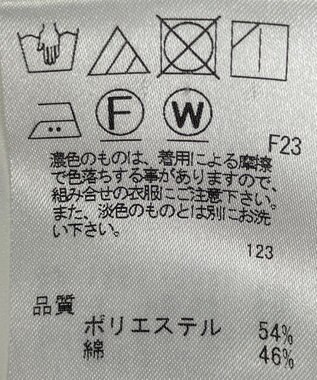 F W
F23
濃色のものは、着用による摩擦
で色落ちする事がありますので、
組み合せの衣服にご注意下さい。
また、淡色のものとは別にお洗
い下さい。
123
品質
ポリエステル 54%
綿 46%